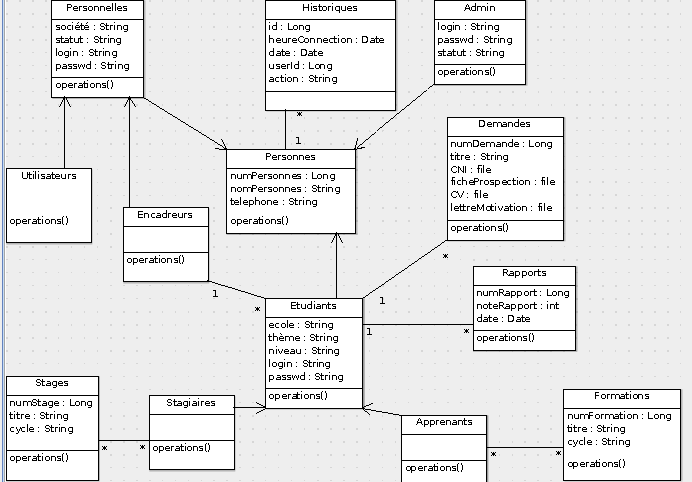 Personnelles
société : String
statut : String
login : String
passwd : String
operations()
Historiques
id : Long
heureConnection : Date
date : Date
userId : Long
action : String
Admin
login : String
passwd : String
statut : String
operations()
*
1
Demandes
numDemande : Long
titre : String
CNI : file
ficheProspection : file
CV : file
lettreMotivation : file
operations()
Personnes
numPersonnes : Long
nomPersonnes : String
telephone : String
operations()
Utilisateurs
operations()
Encadreurs
operations()
1
*
*
1
Rapports
numRapport : Long
noteRapport : int
date : Date
operations()
1
*
Etudiants
ecole : String
thème : String
niveau : String
login : String
passwd : String
operations()
Stages
numStage : Long
titre : String
cycle : String
operations()
*
*
Stagiaires
operations()
Apprenants
operations()
*
*
Formations
numFormation : Long
titre : String
cycle : String
operations()